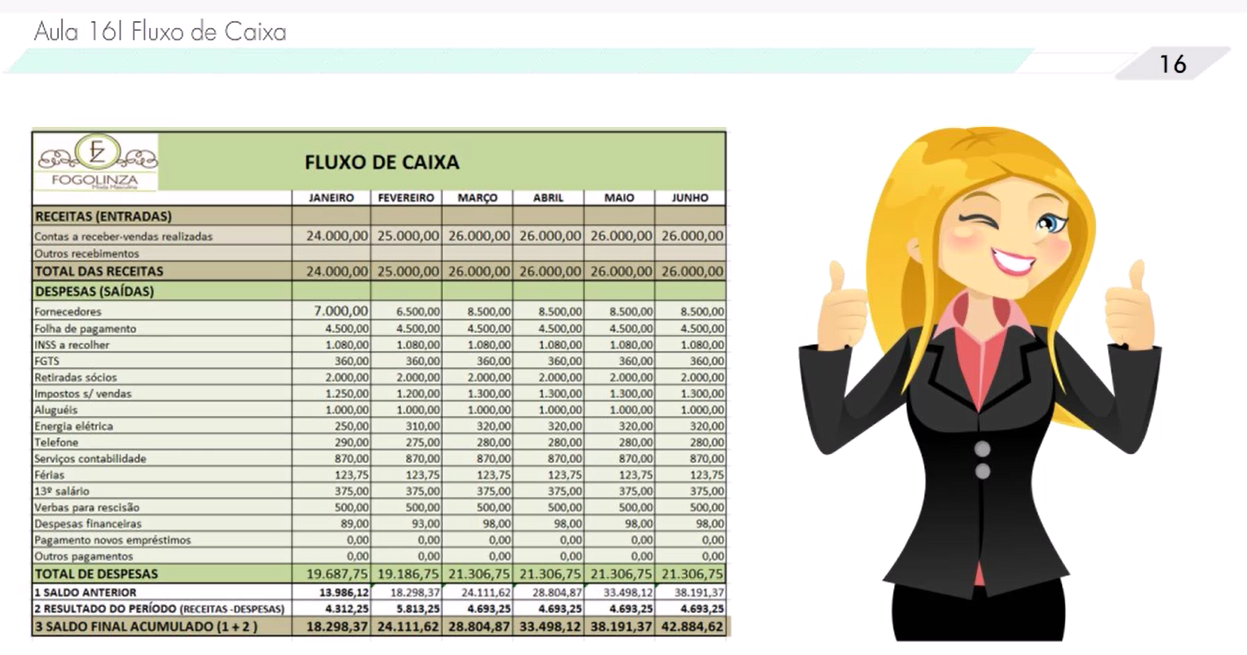 Aula 16I Fluxo de Caixa
16
FZ
FOGOLINZA
Moda Masculina
FLUXO DE CAIXA
JANEIRO FEVEREIRO MARÇO ABRIL MAIO JUNHO
RECEITAS (ENTRADAS)
Contas a receber-vendas realizadas 24.000,00 25.000,00 26.000,00 26.000,00 26.000,00 26.000,00
Outros recebimentos
TOTAL DAS RECEITAS 24.000,00 25.000,00 26.000,00 26.000,00 26.000,00 26.000,00
DESPESAS (SAÍDAS)
Fornecedores 7.000,00 6.500,00 8.500,00 8.500,00 8.500,00 8.500,00
Folha de pagamento 4.500,00 4.500,00 4.500,00 4.500,00 4.500,00 4.500,00
INSS a recolher 1.080,00 1.080,00 1.080,00 1.080,00 1.080,00 1.080,00
FGTS 360,00 360,00 360,00 360,00 360,00 360,00
Retiradas sócios 2.000,00 2.000,00 2.000,00 2.000,00 2.000,00 2.000,00
Impostos s/ vendas 1.250,00 1.200,00 1.300,00 1.300,00 1.300,00 1.300,00
Aluguéis 1.000,00 1.000,00 1.000,00 1.000,00 1.000,00 1.000,00
Energia elétrica 250,00 310,00 320,00 320,00 320,00 320,00
Telefone 290,00 275,00 280,00 280,00 280,00 280,00
Serviços contabilidade 870,00 870,00 870,00 870,00 870,00 870,00
Férias 123,75 123,75 123,75 123,75 123,75 123,75
13º salário 375,00 375,00 375,00 375,00 375,00 375,00
Verbas para rescisão 500,00 500,00 500,00 500,00 500,00 500,00
Despesas financeiras 89,00 93,00 98,00 98,00 98,00 98,00
Pagamento novos empréstimos 0,00 0,00 0,00 0,00 0,00 0,00
Outros pagamentos 0,00 0,00 0,00 0,00 0,00 0,00
TOTAL DE DESPESAS 19.687,75 19.186,75 21.306,75 21.306,75 21.306,75 21.306,75
1 SALDO ANTERIOR 13.986,12 18.298,37 24.111,62 28.804,87 33.498,12 38.191,37
2 RESULTADO DO PERÍODO (RECEITAS -DESPESAS) 4.312,25 5.813,25 4.693,25 4.693,25 4.693,25 4.693,25
3 SALDO FINAL ACUMULADO (1 + 2 ) 18.298,37 24.111,62 28.804,87 33.498,12 38.191,37 42.884,62